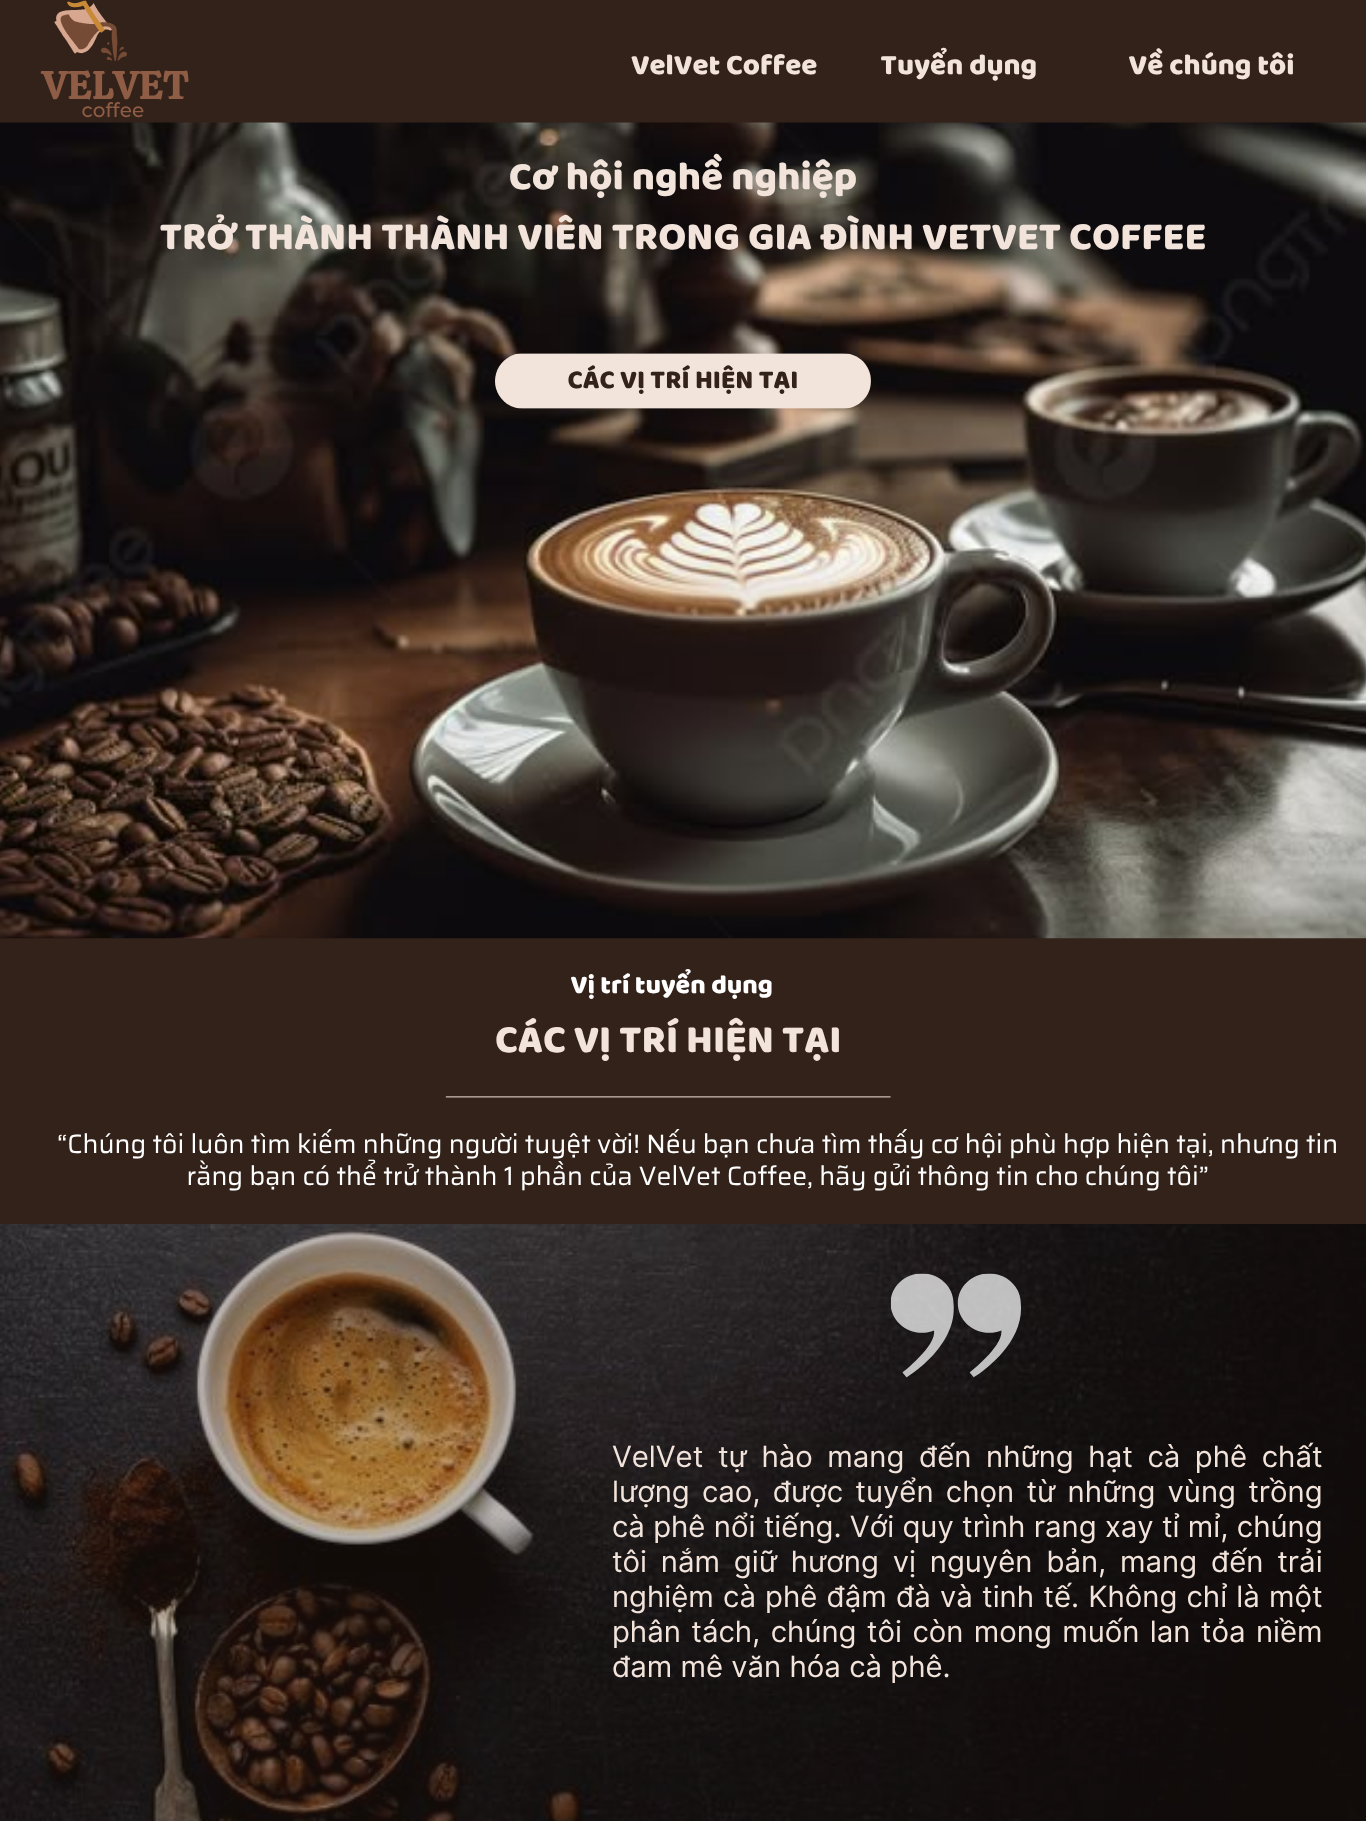 VELVET
coffee
VelVet Coffee
Tuyển dụng
Về chúng tôi
Cơ hội nghề nghiệp
TRỞ THÀNH THÀNH VIÊN TRONG GIA ĐÌNH VETVET COFFEE
CÁC VỊ TRÍ HIỆN TẠI
OU
Vị trí tuyển dụng
CÁC VỊ TRÍ HIỆN TẠI
“Chúng tôi luôn tìm kiếm những người tuyệt vời! Nếu bạn chưa tìm thấy cơ hội phù hợp hiện tại, nhưng tin
rằng bạn có thể trử thành 1 phần của VelVet Coffee, hãy gửi thông tin cho chúng tôi”
VelVet tự hào mang đến những hạt cà phê chất
lượng cao, được tuyển chọn từ những vùng trồng
cà phê nổi tiếng. Với quy trình rang xay tỉ mỉ, chúng
tôi nắm giữ hương vị nguyên bản, mang đến trải
nghiệm cà phê đậm đà và tinh tế. Không chỉ là một
phân tách, chúng tôi còn mong muốn lan tỏa niềm
đam mê văn hóa cà phê.